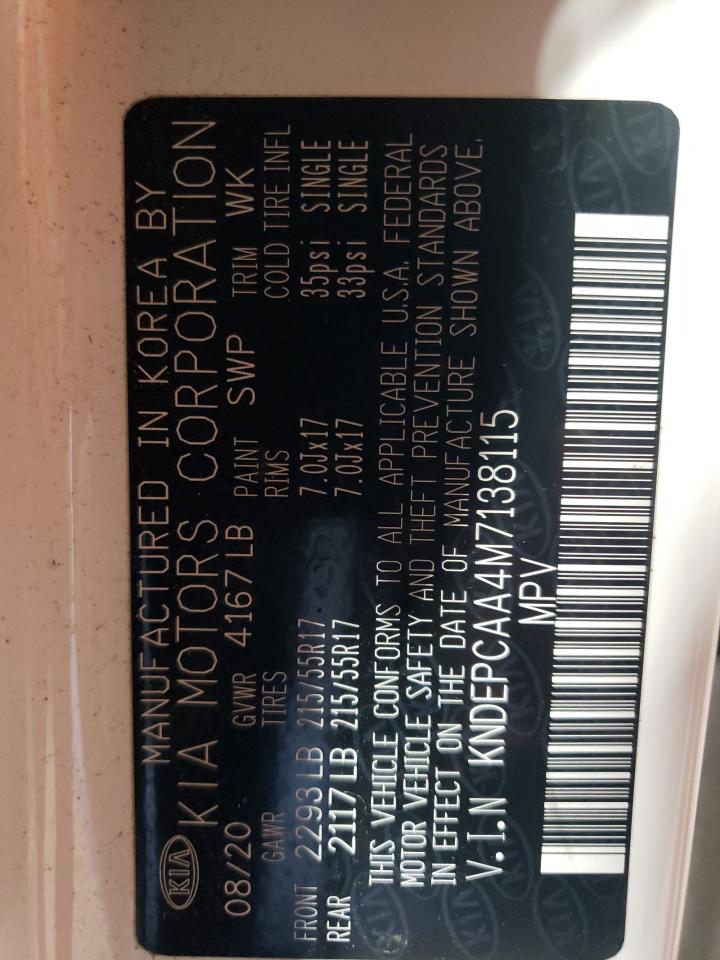 MANUFACTURED IN KOREA BY
KIA KIA MOTORS CORPORATION
08/20 GVWR 4167 LB PAINT SWP TRIM WK
GAWR TIRES RIMS COLD TIRE INFL
FRONT 2293 LB 215/55R17 7.0Jx17 35psi SINGLE
REAR 2117 LB 215/55R17 7.0Jx17 33psi SINGLE
THIS VEHICLE CONFORMS TO ALL APPLICABLE U.S.A. FEDERAL
MOTOR VEHICLE SAFETY AND THEFT PREVENTION STANDARDS
IN EFFECT ON THE DATE OF MANUFACTURE SHOWN ABOVE.
V.I.N KNDEPCAA4M7138115
MPV